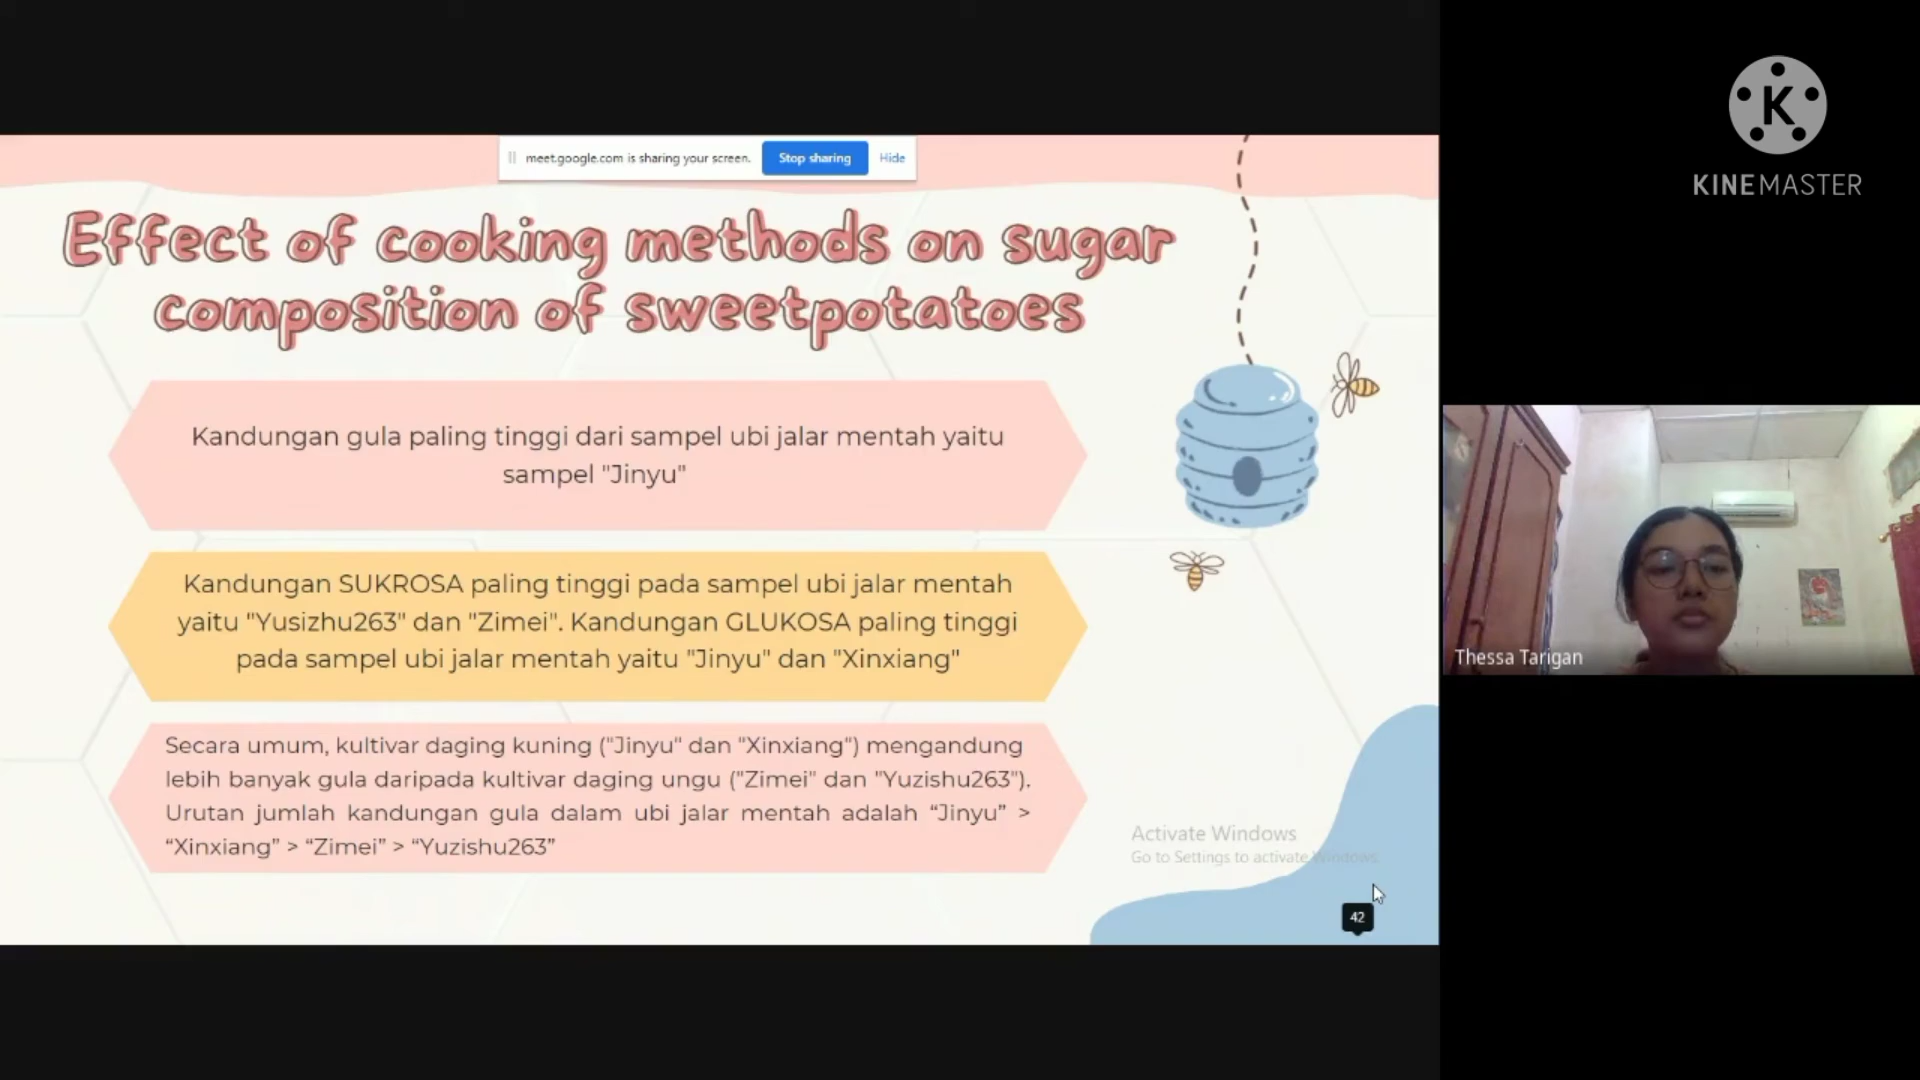 meet.google.com is sharing your screen.
Stop sharing
Hide
K
KINEMASTER
Effect of cooking methods on sugar
composition of sweetpotatoes
Kandungan gula paling tinggi dari sampel ubi jalar mentah yaitu
sampel "Jinyu"
Kandungan SUKROSA paling tinggi pada sampel ubi jalar mentah
yaitu "Yusizhu263" dan "Zimei". Kandungan GLUKOSA paling tinggi
pada sampel ubi jalar mentah yaitu "Jinyu" dan "Xinxiang"
Secara umum, kultivar daging kuning ("Jinyu" dan "Xinxiang") mengandung
lebih banyak gula daripada kultivar daging ungu ("Zimei" dan "Yuzishu263").
Urutan jumlah kandungan gula dalam ubi jalar mentah adalah “Jinyu” >
“Xinxiang” > “Zimei” > “Yuzishu263”
Thessa Tarigan
Activate Windows
Go to Settings to activate Windows.
42